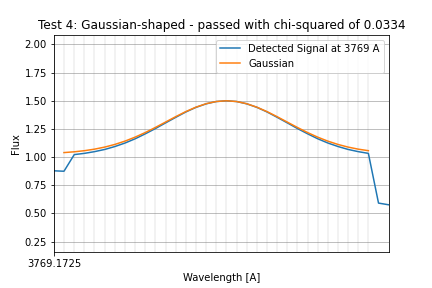 Test 4: Gaussian-shaped - passed with chi-squared of 0.0334
2.00
1.75
1.50
1.25
1.00
0.75
0.50
0.25
Flux
Detected Signal at 3769 A
Gaussian
3769.1725
Wavelength [A]